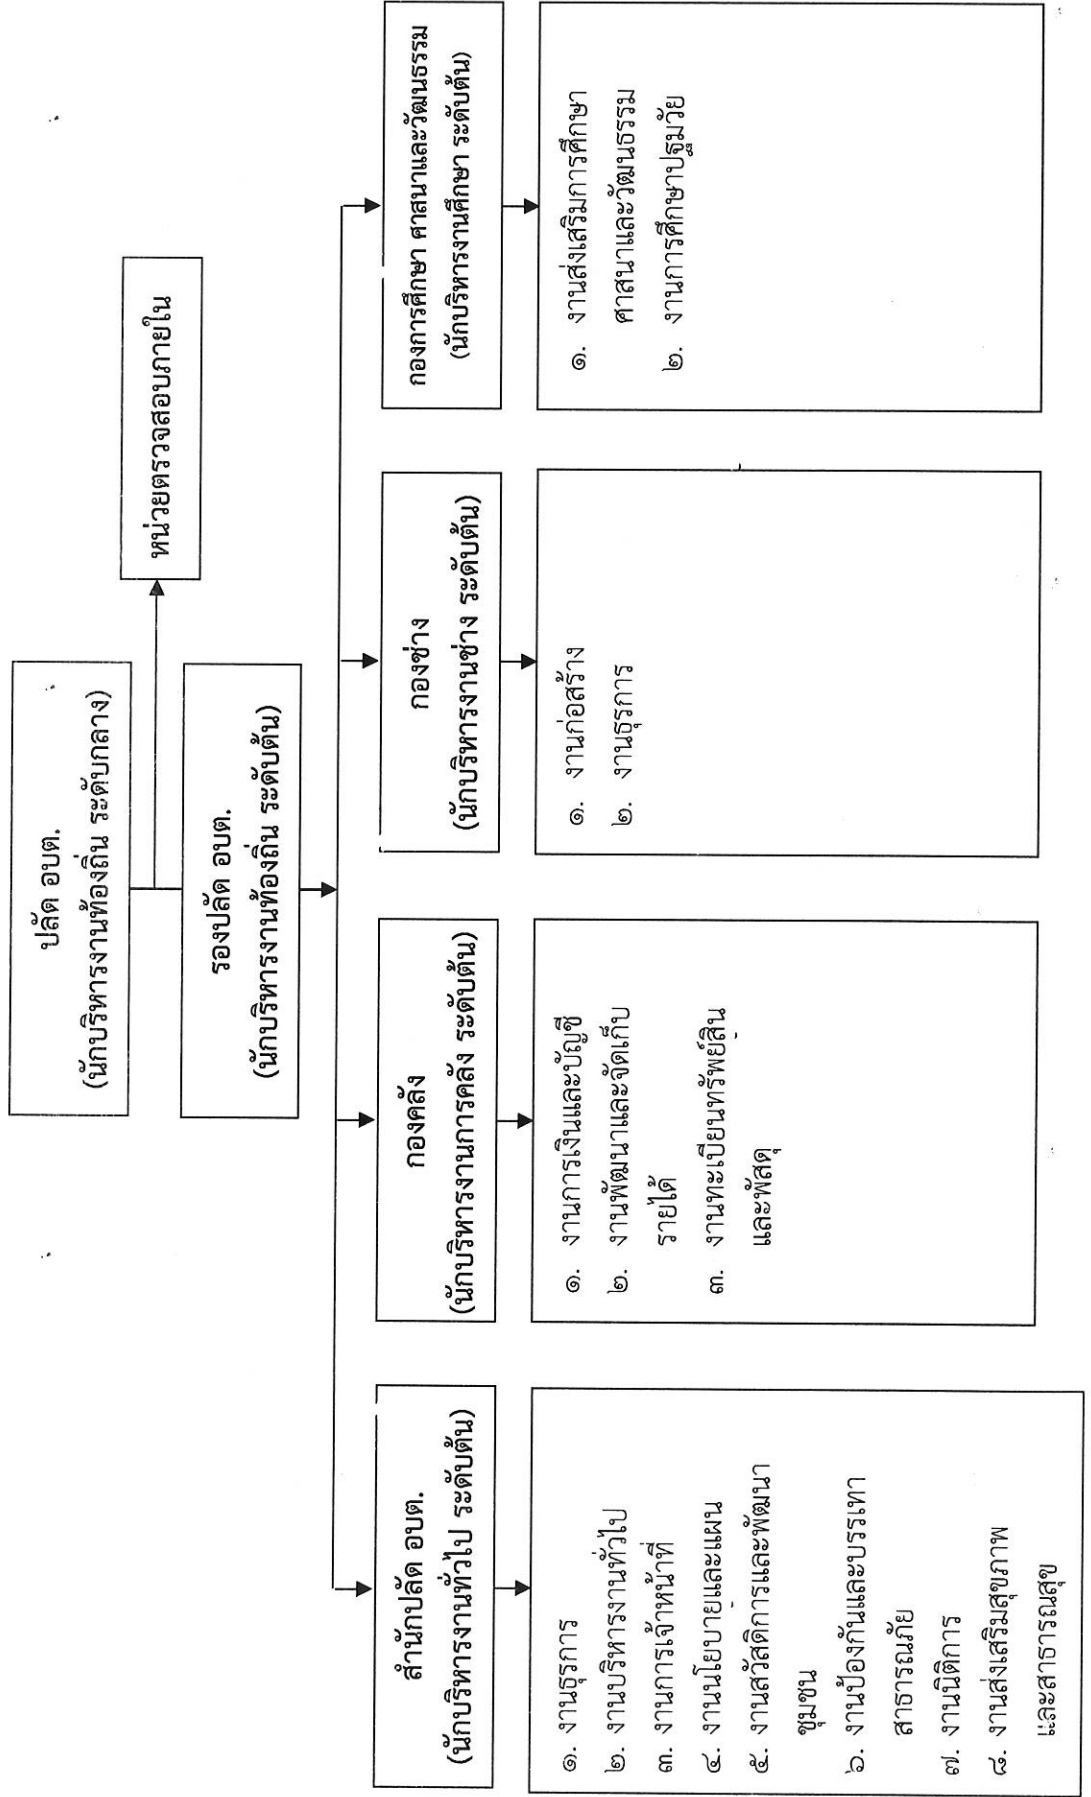 ปลัด อบต.
(นักบริหารงานท้องถิ่น ระดับกลาง)
หน่วยตรวจสอบภายใน
รองปลัด อบต.
(นักบริหารงานท้องถิ่น ระดับต้น)
สำนักปลัด อบต.
(นักบริหารงานทั่วไป ระดับต้น)
๑. งานธุรการ
๒. งานบริหารงานทั่วไป
๓. งานการเจ้าหน้าที่
๔. งานนโยบายและแผน
๕. งานสวัสดิการและพัฒนา
ชุมชน
๖. งานป้องกันและบรรเทา
สาธารณภัย
๗. งานนิติการ
๘. งานส่งเสริมสุขภาพ
และสาธารณสุข
กองคลัง
(นักบริหารงานการคลัง ระดับต้น)
๑. งานการเงินและบัญชี
๒. งานพัฒนาและจัดเก็บ
รายได้
๓. งานทะเบียนทรัพย์สิน
และพัสดุ
กองช่าง
(นักบริหารงานช่าง ระดับต้น)
๑. งานก่อสร้าง
๒. งานธุรการ
กองการศึกษา ศาสนาและวัฒนธรรม
(นักบริหารงานศึกษา ระดับต้น)
๑. งานส่งเสริมการศึกษา
ศาสนาและวัฒนธรรม
๒. งานการศึกษาปฐมวัย